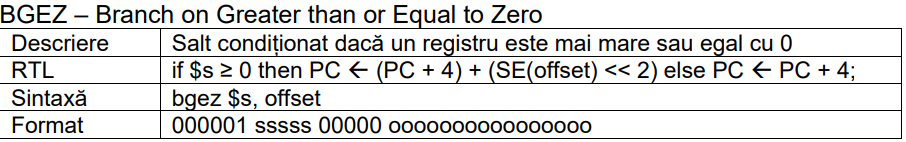 BGEZ – Branch on Greater than or Equal to Zero
Descriere Salt condiționat dacă un registru este mai mare sau egal cu 0
RTL if $s ≥ 0 then PC ← (PC + 4) + (SE(offset) << 2) else PC ← PC + 4;
Sintaxă bgez $s, offset
Format 000001 sssss 00000 oooooooooooooooo